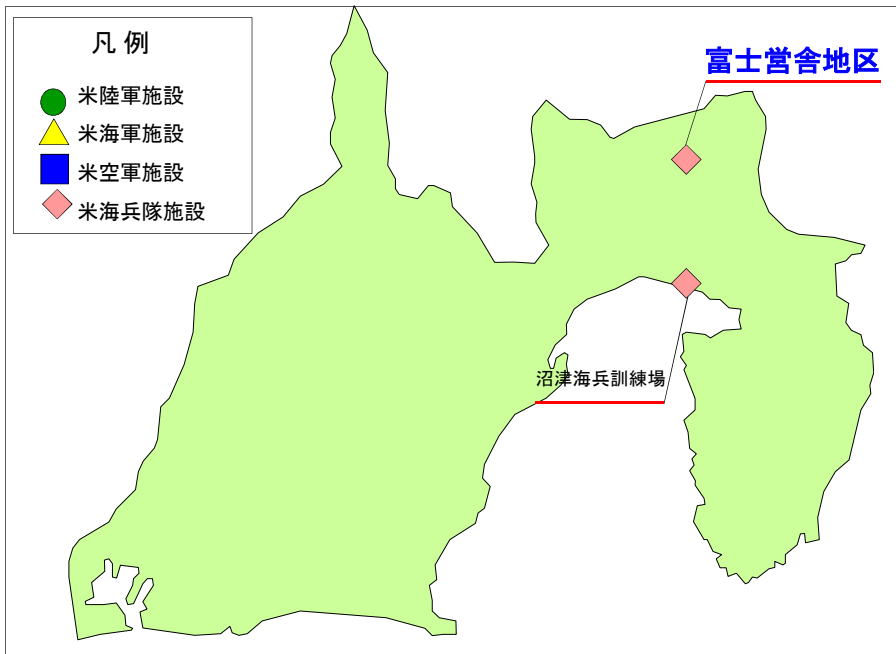 凡 例
米陸軍施設
米海軍施設
米空軍施設
米海兵隊施設
富士営舎地区
沼津海兵訓練場